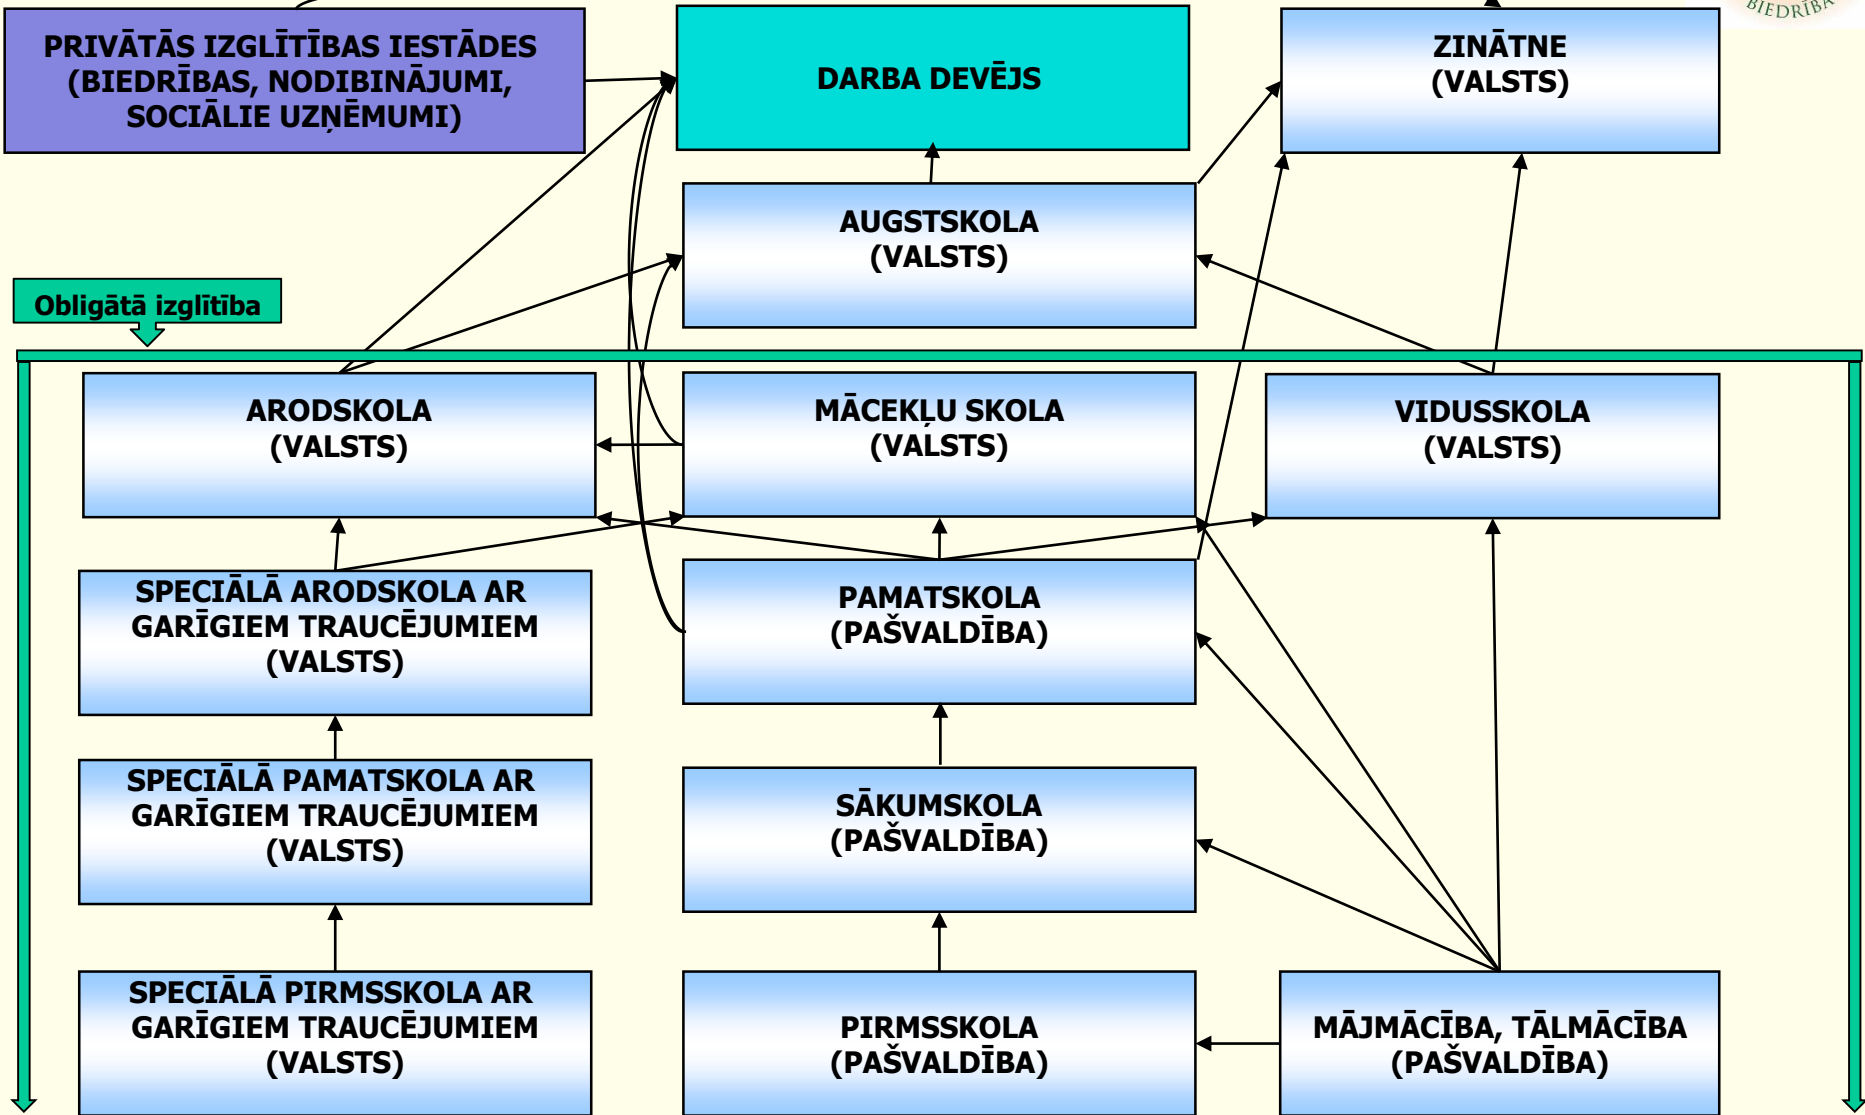 BIEDRĪBA
PRIVĀTĀS IZGLĪTĪBAS IESTĀDES
(BIEDRĪBAS, NODIBINĀJUMI,
SOCIĀLIE UZŅĒMUMI)
DARBA DEVĒJS
ZINĀTNE
(VALSTS)
AUGSTSKOLA
(VALSTS)
Obligātā izglītība
ARODSKOLA
(VALSTS)
MĀCEKĻU SKOLA
(VALSTS)
VIDUSSKOLA
(VALSTS)
SPECIĀLĀ ARODSKOLA AR
GARĪGIEM TRAUCĒJUMIEM
(VALSTS)
PAMATSKOLA
(PAŠVALDĪBA)
SPECIĀLĀ PAMATSKOLA AR
GARĪGIEM TRAUCĒJUMIEM
(VALSTS)
SĀKUMSKOLA
(PAŠVALDĪBA)
SPECIĀLĀ PIRMSSKOLA AR
GARĪGIEM TRAUCĒJUMIEM
(VALSTS)
PIRMSSKOLA
(PAŠVALDĪBA)
MĀJMĀCĪBA, TĀLMĀCĪBA
(PAŠVALDĪBA)